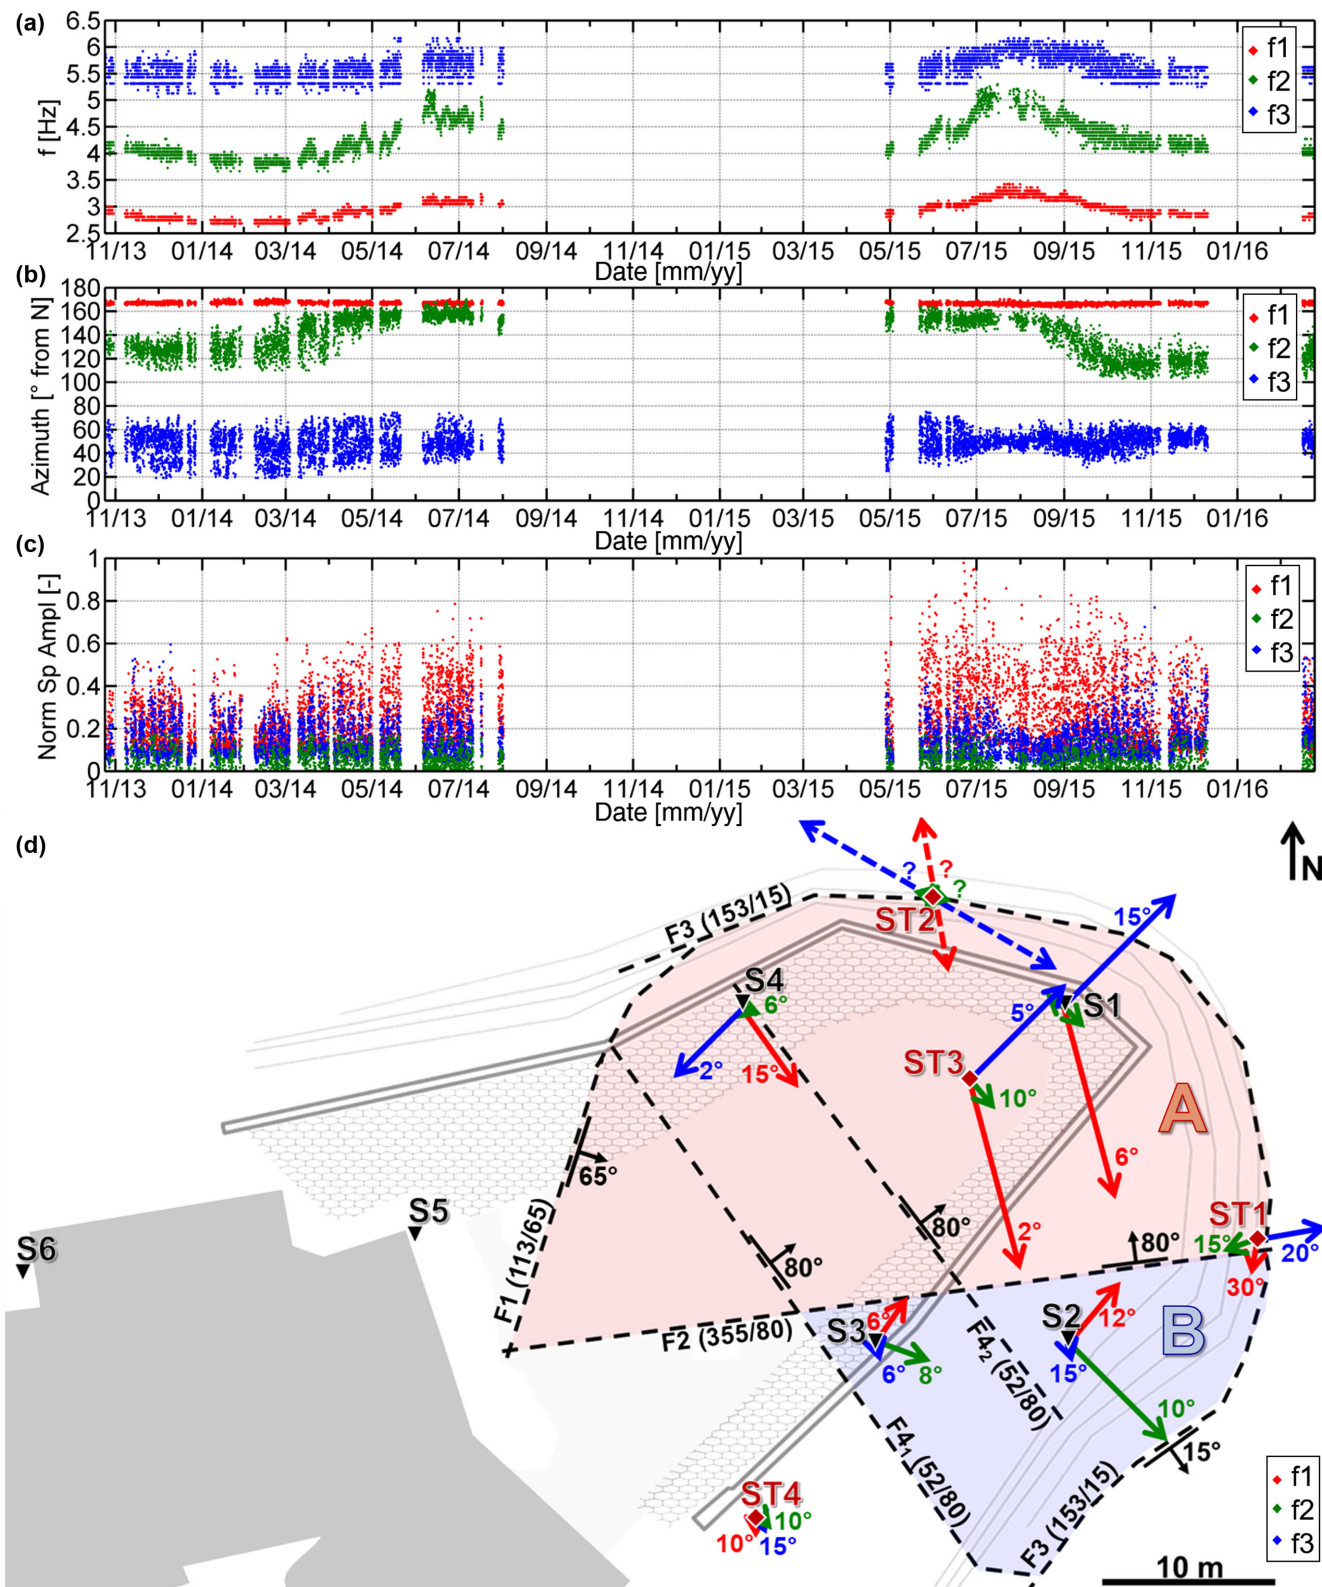 (a)
6.5
6
5.5
5
4.5
4
3.5
3
2.5
f [Hz]
f1
f2
f3
11/13 01/14 03/14 05/14 07/14 09/14 11/14 01/15 03/15 05/15 07/15 09/15 11/15 01/16
Date [mm/yy]
(b)
180
160
140
120
100
80
60
40
20
0
Azimuth [° from N]
f1
f2
f3
11/13 01/14 03/14 05/14 07/14 09/14 11/14 01/15 03/15 05/15 07/15 09/15 11/15 01/16
Date [mm/yy]
(c)
1
0.8
0.6
0.4
0.2
0
Norm Sp Ampl [-]
f1
f2
f3
11/13 01/14 03/14 05/14 07/14 09/14 11/14 01/15 03/15 05/15 07/15 09/15 11/15 01/16
Date [mm/yy]
(d)
N
? ? ?
ST2
F3 (153/15)
15°
S4
6°
2°
15°
5°
S1
ST3
10°
A
6°
65°
S5
S6
F1 (113/65)
80°
80°
2°
80°
ST1
15°
20°
30°
F2 (355/80)
S3
6°
6°
8°
S2
12°
15°
B
F4₂ (52/80)
10°
15°
F4₁ (52/80)
F3 (153/15)
ST4
10°
10°
15°
f1
f2
f3
10 m